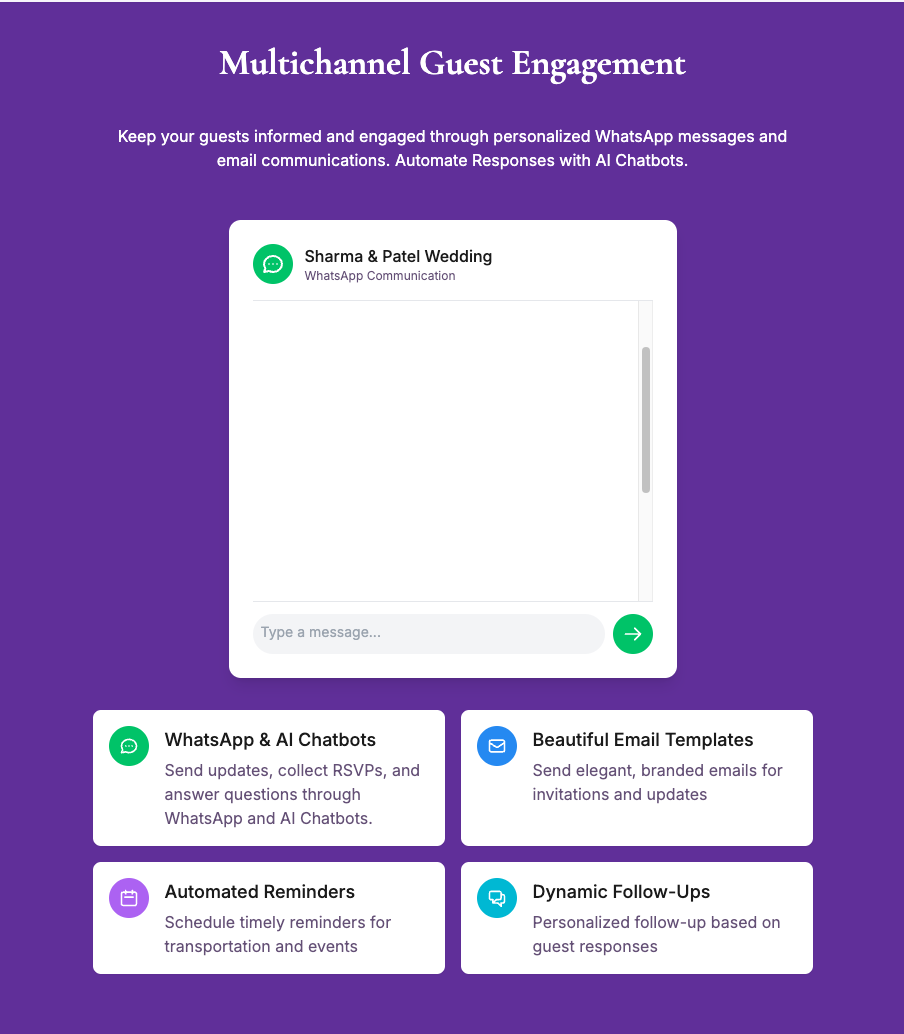 Multichannel Guest Engagement
Keep your guests informed and engaged through personalized WhatsApp messages and
email communications. Automate Responses with AI Chatbots.
Sharma & Patel Wedding
WhatsApp Communication
Type a message...
WhatsApp & AI Chatbots
Send updates, collect RSVPs, and
answer questions through
WhatsApp and AI Chatbots.
Beautiful Email Templates
Send elegant, branded emails for
invitations and updates
Automated Reminders
Schedule timely reminders for
transportation and events
Dynamic Follow-Ups
Personalized follow-up based on
guest responses